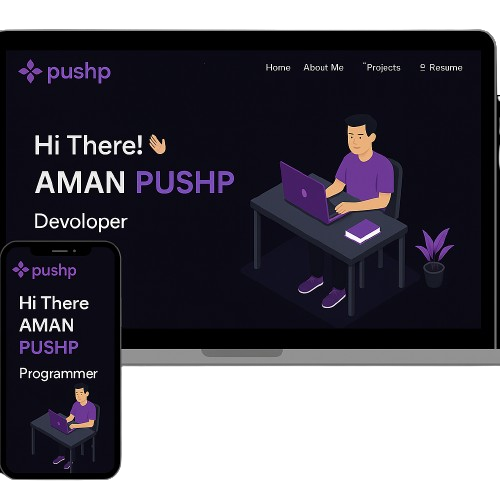 pushp
Home About Me Projects Resume
Hi There! 👋
AMAN PUSHP
Devoloper
pushp
Hi There
AMAN
PUSHP
Programmer